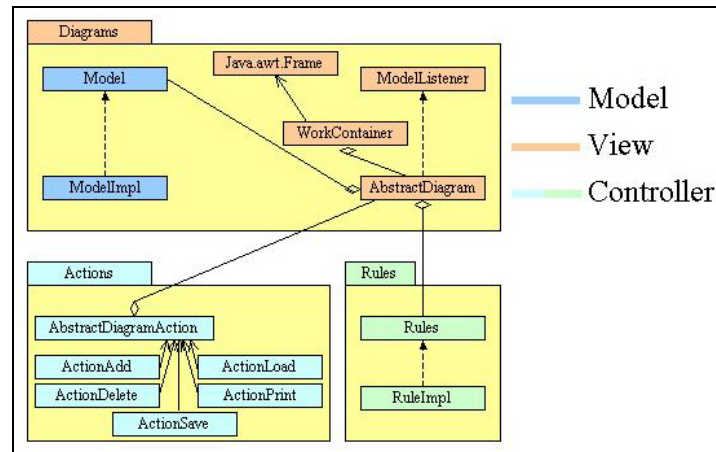 Diagrams
Java.awt.Frame
Model
ModelListener
WorkContainer
ModelImpl
AbstractDiagram
Model
View
Controller
Actions
AbstractDiagramAction
ActionAdd
ActionLoad
ActionDelete
ActionPrint
ActionSave
Rules
Rules
RuleImpl